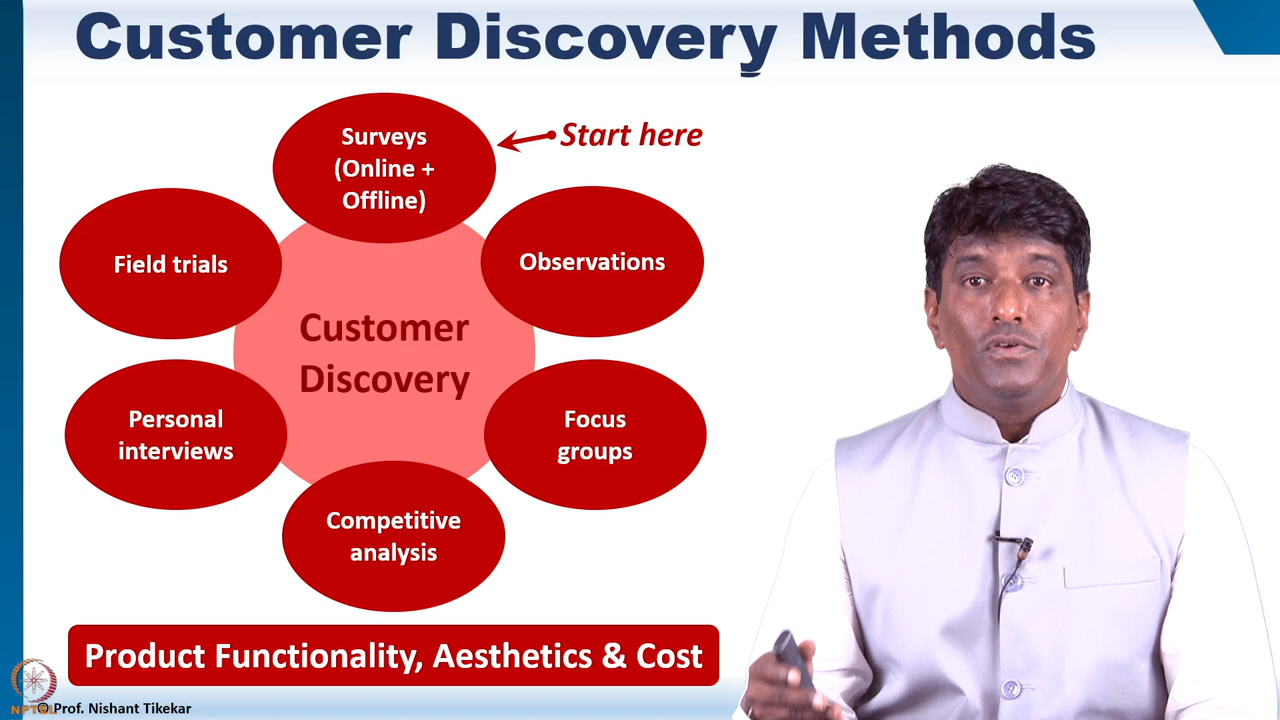 Customer Discovery Methods
Surveys
(Online +
Offline)
Start here
Observations
Focus
groups
Competitive
analysis
Personal
interviews
Field trials
Customer
Discovery
Product Functionality, Aesthetics & Cost
NPTEL
© Prof. Nishant Tikekar